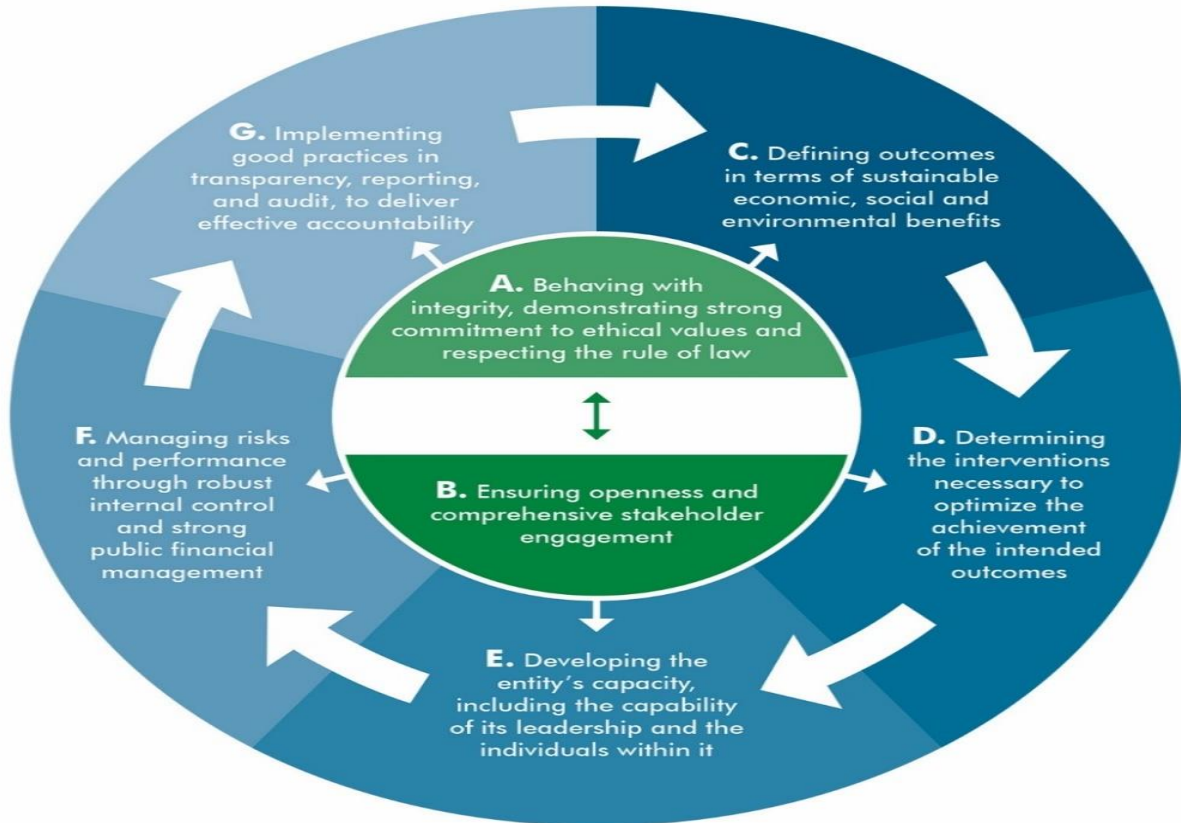 G. Implementing
good practices in
transparency, reporting,
and audit, to deliver
effective accountability
C. Defining outcomes
in terms of sustainable
economic, social and
environmental benefits
A. Behaving with
integrity, demonstrating strong
commitment to ethical values and
respecting the rule of law
F. Managing risks
and performance
through robust
internal control
and strong
public financial
management
B. Ensuring openness and
comprehensive stakeholder
engagement
D. Determining
the interventions
necessary to
optimize the
achievement
of the intended
outcomes
E. Developing the
entity’s capacity,
including the capability
of its leadership and the
individuals within it